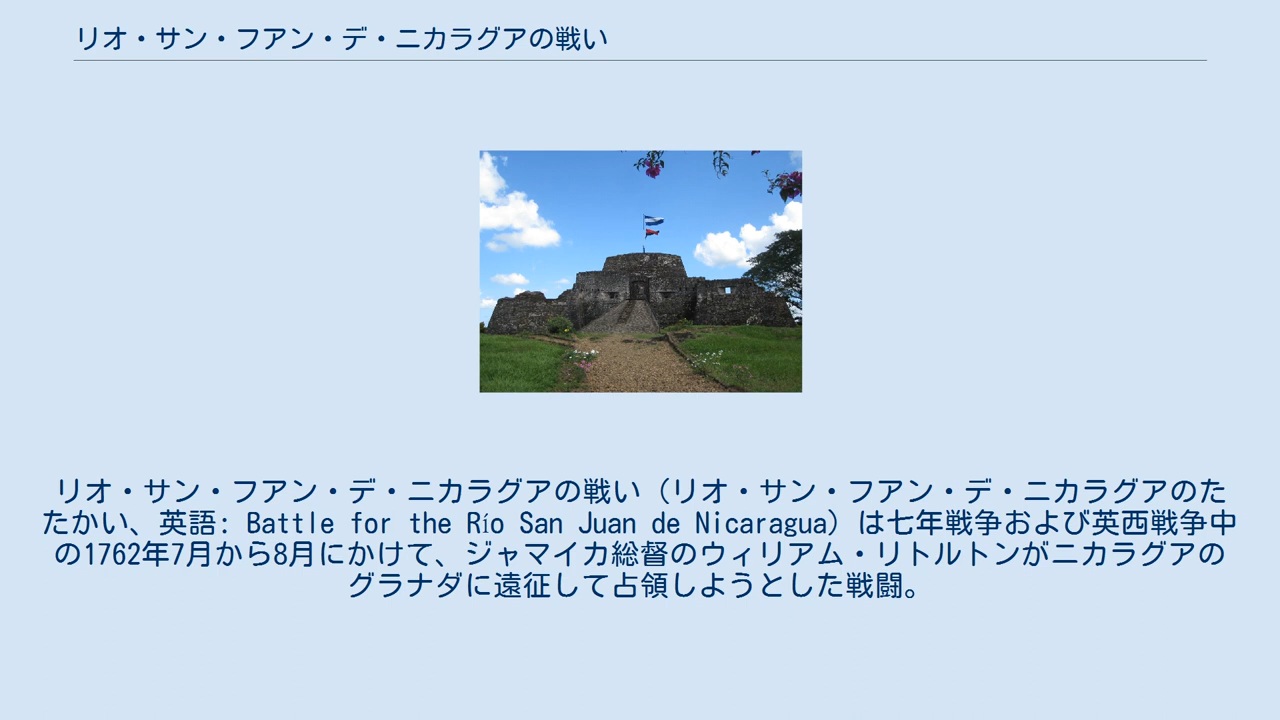 リオ・サン・フアン・デ・ニカラグアの戦い
リオ・サン・フアン・デ・ニカラグアの戦い（リオ・サン・フアン・デ・ニカラグアのた
たかい、英語: Battle for the Río San Juan de Nicaragua）は七年戦争および英西戦争中
の1762年7月から8月にかけて、ジャマイカ総督のウィリアム・リトルトンがニカラグアの
グラナダに遠征して占領しようとした戦闘。